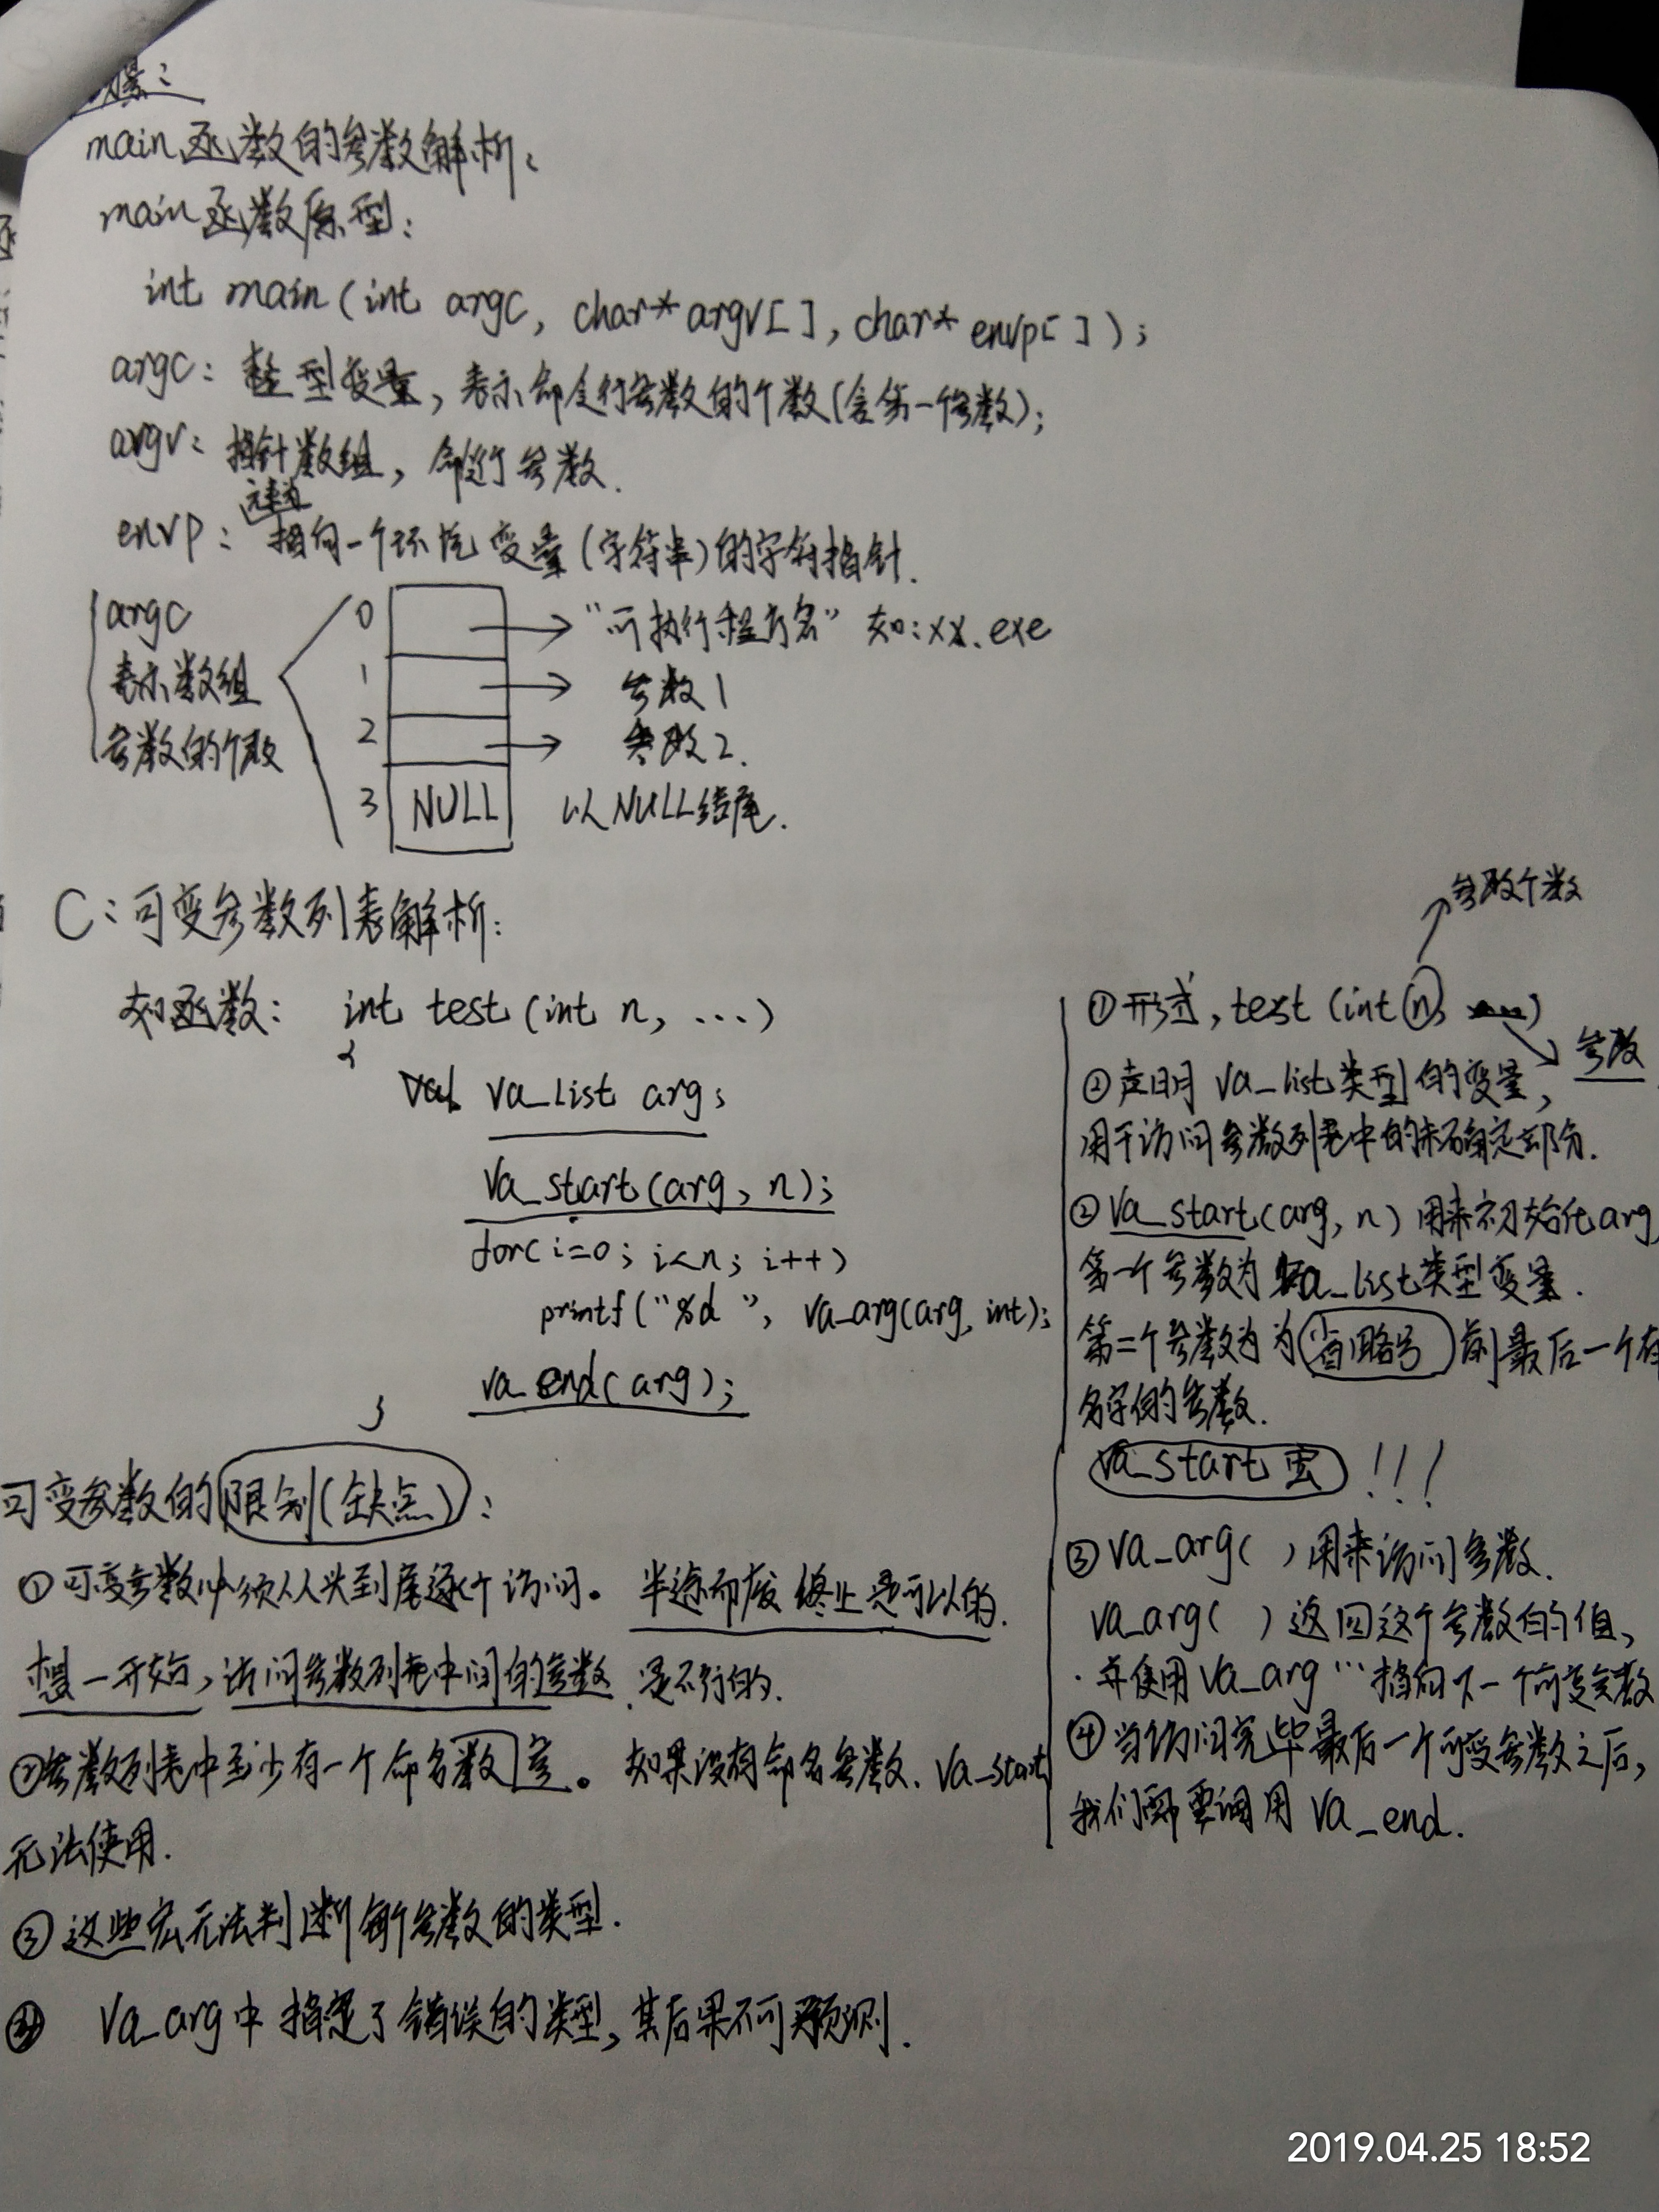 main函数的参数解析:
main函数原型:
int main(int argc, char* argv[], char* envp[]);
argc: 整型变量,表示命令行参数的个数(含第一个参数);
argv: 指针数组,命令行参数.
元素为
envp: 指向一个环境变量(字符串)的字符指针.
argc
表示数组
参数的个数
0 → “可执行程序名” 如:xx.exe
1 → 参数1
2 → 参数2.
3 NULL 以NULL结尾.
C:可变参数列表解析:
如函数: int test(int n, ...)
{
va_list arg;
va_start(arg, n);
for(i=0; i<n; i++)
printf("%d ", va_arg(arg, int);
va_end(arg);
}
参数个数
①形式, test(int n, )
参数
②声明 va_list类型的变量,
用于访问参数列表中的未确定部分.
② va_start(arg, n) 用来初始化arg,
第一个参数为va_list类型变量.
第二个参数为为省略号前最后一个有
名字的参数.
va_start 宏 !!!
③ va_arg( )用来访问参数.
va_arg( )返回这个参数的值、
并使用va_arg … 指向下一个可变参数
④当访问完毕最后一个可变参数之后,
我们需要调用 va_end.
可变参数的限制(缺点):
①可变参数必须从头到尾逐个访问。 半途而废 终止是可以的.
想一开始,访问参数列表中间的参数 是不行的.
②参数列表中至少有一个命名数。如果没有命名参数、va_start
无法使用.
③这些宏无法判断每个参数的类型.
④ va_arg中指定了错误的类型,其后果不可预测.
2019.04.25 18:52